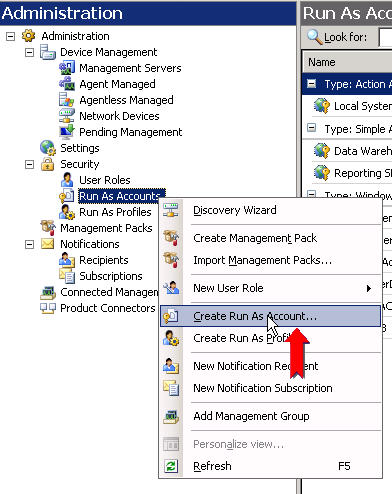 Administration
Administration
Device Management
Management Servers
Agent Managed
Agentless Managed
Network Devices
Pending Management
Settings
Security
User Roles
Run As Accounts
Run As Profiles
Management Packs
Notifications
Recipients
Subscriptions
Connected Managem
Product Connectors
Discovery Wizard
Create Management Pack
Import Management Packs...
New User Role
Create Run As Account...
Create Run As Profil
New Notification Recipient
New Notification Subscription
Add Management Group
Personalize view...
Refresh F5
Run As Acc
Look for:
Name
Type: Action A
Local System
Type: Simple A
Data Wareh
Reporting S
Type: Window